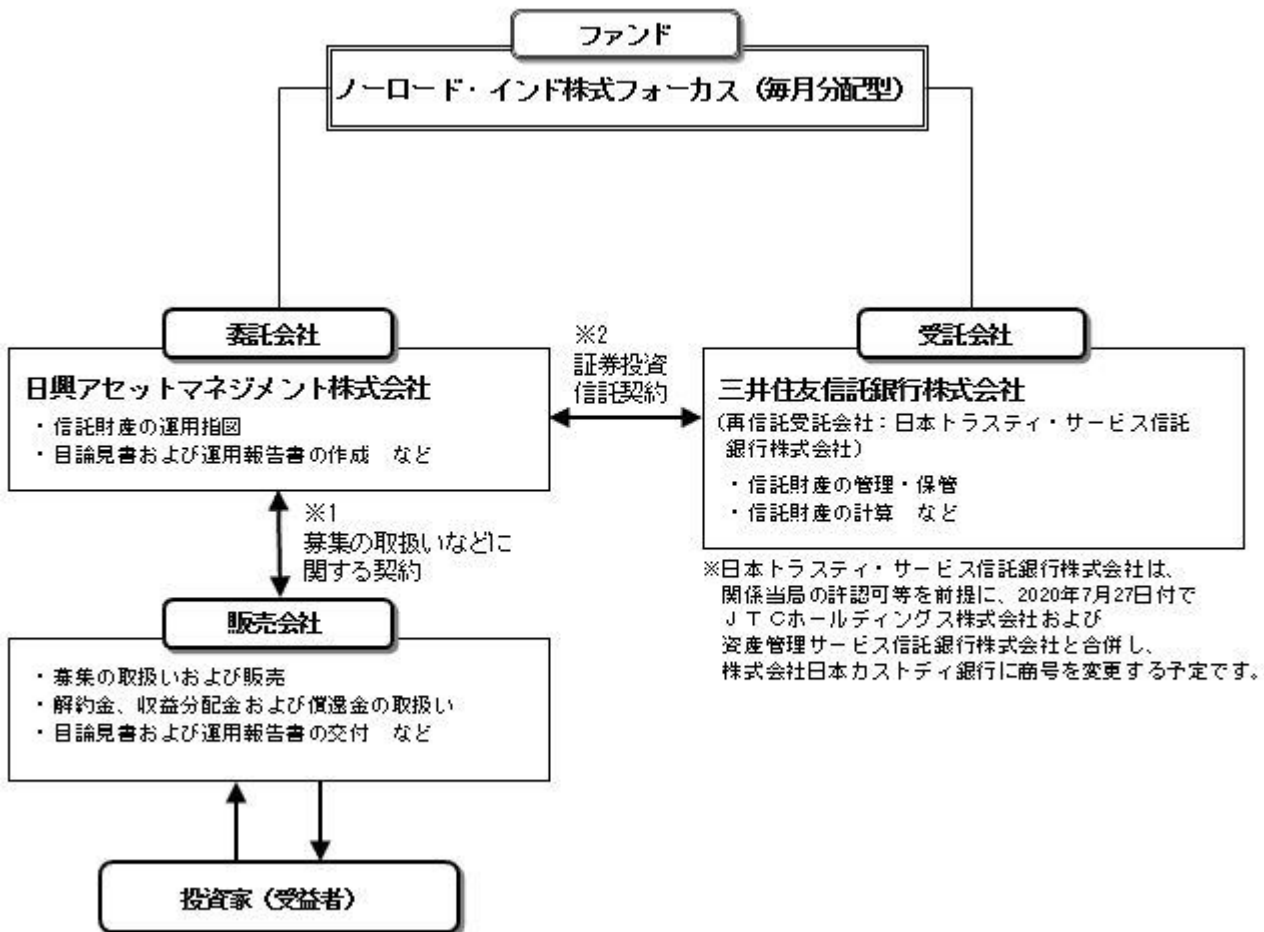 ファンド
ノーロード・インド株式フォーカス（毎月分配型）
委託会社
日興アセットマネジメント株式会社
・信託財産の運用指図
・目論見書および運用報告書の作成　など
※2
証券投資
信託契約
受託会社
三井住友信託銀行株式会社
（再信託受託会社：日本トラスティ・サービス信託
銀行株式会社）
・信託財産の管理・保管
・信託財産の計算　など
※1
募集の取扱いなどに
関する契約
※日本トラスティ・サービス信託銀行株式会社は、
関係当局の許認可等を前提に、2020年7月27日付で
ＪＴＣホールディングス株式会社および
資産管理サービス信託銀行株式会社と合併し、
株式会社日本カストディ銀行に商号を変更する予定です。
販売会社
・募集の取扱いおよび販売
・解約金、収益分配金および償還金の取扱い
・目論見書および運用報告書の交付　など
投資家（受益者）